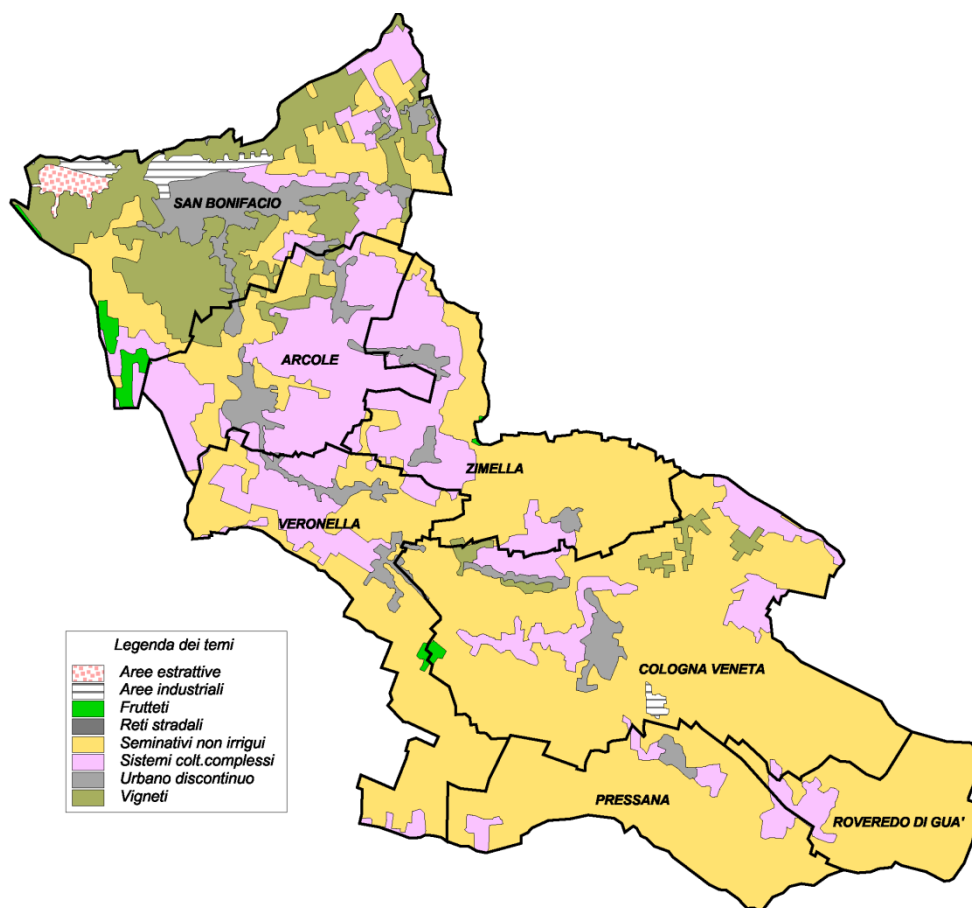 SAN BONIFACIO
ARCOLE
ZIMELLA
VERONELLA
COLOGNA VENETA
PRESSANA
ROVEREDO DI GUA'
Legenda dei temi
Aree estrattive
Aree industriali
Frutteti
Reti stradali
Seminativi non irrigui
Sistemi colt.complessi
Urbano discontinuo
Vigneti